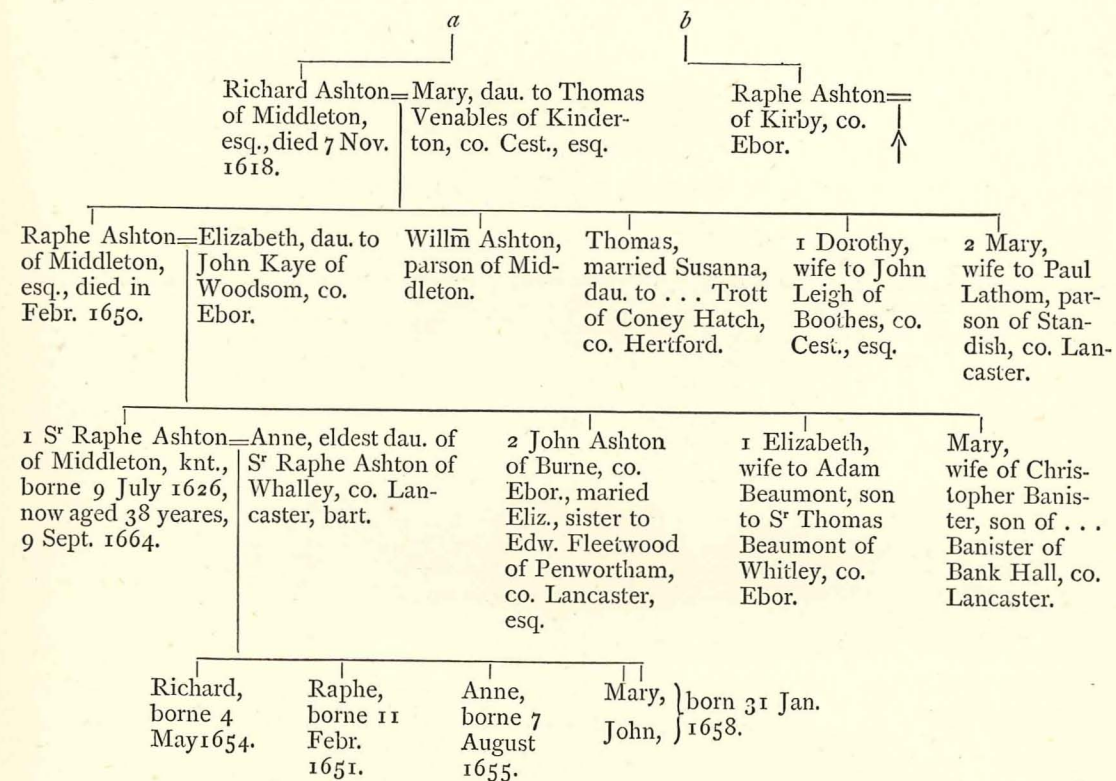 a
b
Richard Ashton=Mary, dau. to Thomas
of Middleton, Venables of Kinder-
esq., died 7 Nov. ton, co. Cest., esq.
1618.
Raphe Ashton=
of Kirby, co.
Ebor.
Raphe Ashton=Elizabeth, dau. to
of Middleton, John Kaye of
esq., died in Woodsom, co.
Febr. 1650. Ebor.
Willm̄ Ashton,
parson of Mid-
dleton.
Thomas,
married Susanna,
dau. to . . . Trott
of Coney Hatch,
co. Hertford.
1 Dorothy,
wife to John
Leigh of
Boothes, co.
Cest., esq.
2 Mary,
wife to Paul
Lathom, par-
son of Stan-
dish, co. Lan-
caster.
1 Sʳ Raphe Ashton=Anne, eldest dau. of
of Middleton, knt., Sʳ Raphe Ashton of
borne 9 July 1626, Whalley, co. Lan-
now aged 38 yeares, caster, bart.
9 Sept. 1664.
2 John Ashton
of Burne, co.
Ebor., maried
Eliz., sister to
Edw. Fleetwood
of Penwortham,
co. Lancaster,
esq.
1 Elizabeth,
wife to Adam
Beaumont, son
to Sʳ Thomas
Beaumont of
Whitley, co.
Ebor.
Mary,
wife of Chris-
topher Banis-
ter, son of . . .
Banister of
Bank Hall, co.
Lancaster.
Richard,
borne 4
May 1654.
Raphe,
borne 11
Febr.
1651.
Anne,
borne 7
August
1655.
Mary, } born 31 Jan.
John, } 1658.